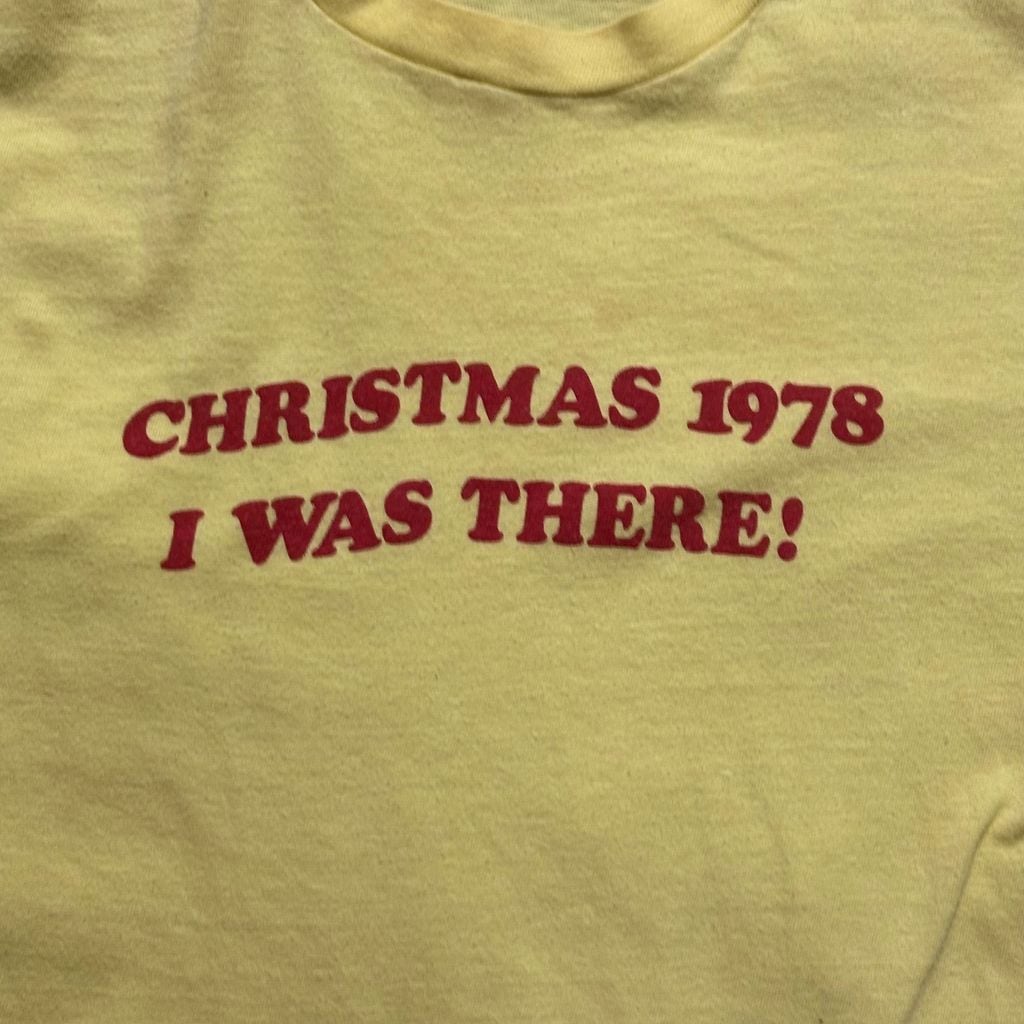 CHRISTMAS 1978
I WAS THERE!